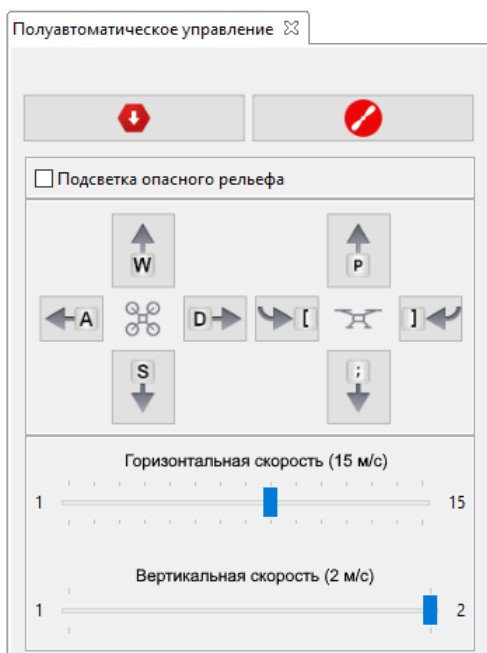 Полуавтоматическое управление
Подсветка опасного рельефа
W P
A D [ ]
S ;
Горизонтальная скорость (15 м/с)
1 15
Вертикальная скорость (2 м/с)
1 2